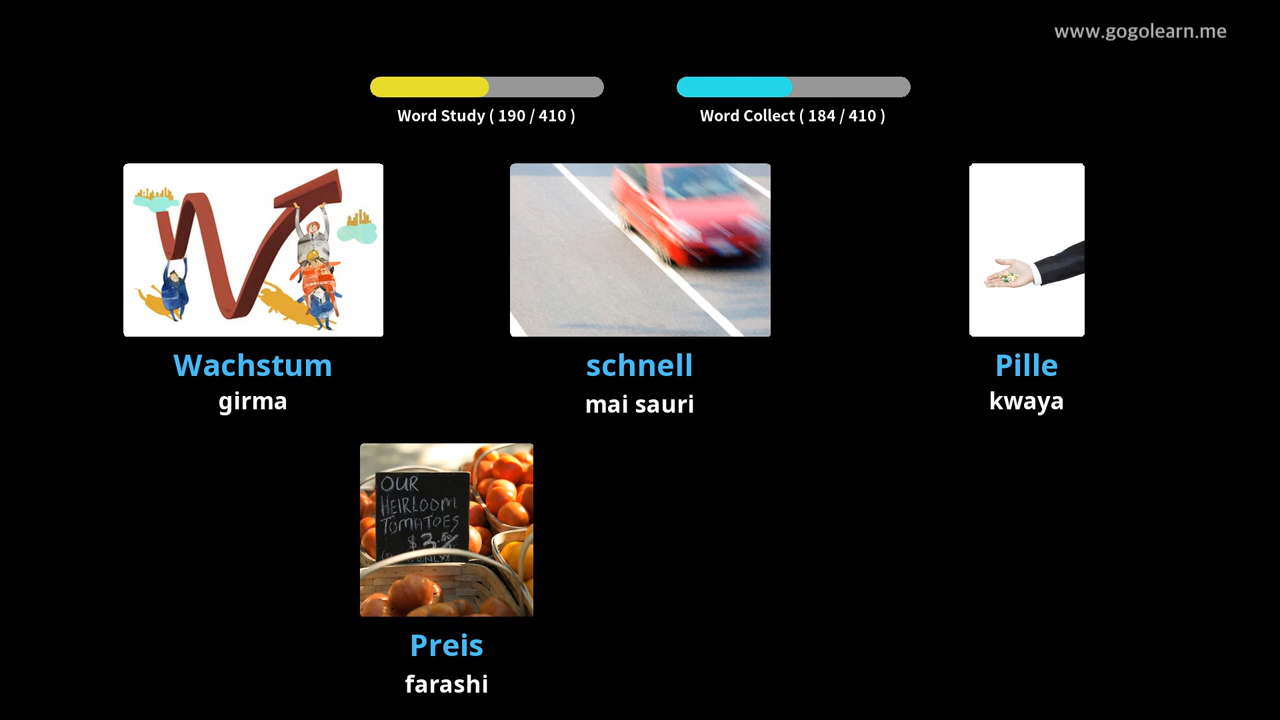 www.gogolearn.me
Word Study ( 190 / 410 )
Word Collect ( 184 / 410 )
Wachstum
girma
schnell
mai sauri
Pille
kwaya
OUR
HEIRLOOM
TOMATOES
Preis
farashi